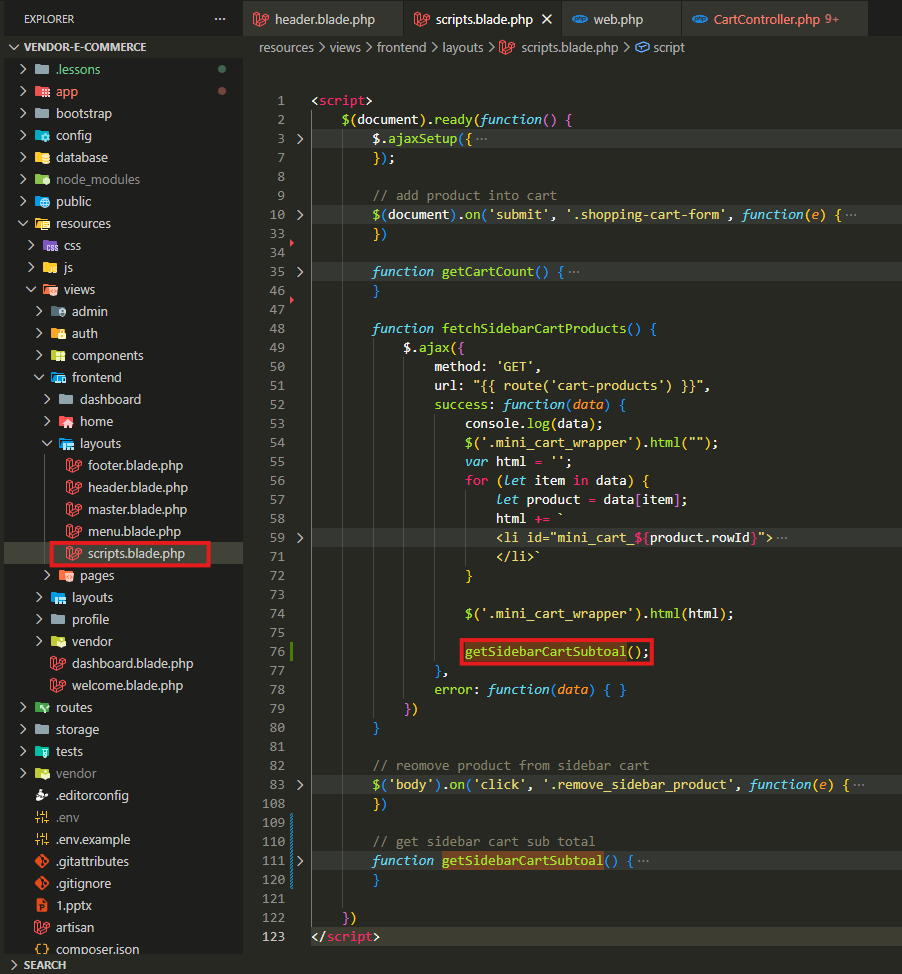 EXPLORER ···
VENDOR-E-COMMERCE
.lessons
app
bootstrap
config
database
node_modules
public
resources
css
js
views
admin
auth
components
frontend
dashboard
home
layouts
footer.blade.php
header.blade.php
master.blade.php
menu.blade.php
scripts.blade.php
pages
layouts
profile
vendor
dashboard.blade.php
welcome.blade.php
routes
storage
tests
vendor
.editorconfig
.env
.env.example
.gitattributes
.gitignore
1.pptx
artisan
composer.json
SEARCH
header.blade.php scripts.blade.php web.php CartController.php 9+
resources > views > frontend > layouts > scripts.blade.php > script
1 <script>
2 $(document).ready(function() {
3 $.ajaxSetup({ ···
7 });
8
9 // add product into cart
10 $(document).on('submit', '.shopping-cart-form', function(e) { ···
33 })
34
35 function getCartCount() { ···
46 }
47
48 function fetchSidebarCartProducts() {
49 $.ajax({
50 method: 'GET',
51 url: "{{ route('cart-products') }}",
52 success: function(data) {
53 console.log(data);
54 $('.mini_cart_wrapper').html("");
55 var html = '';
56 for (let item in data) {
57 let product = data[item];
58 html += `
59 <li id="mini_cart_${product.rowId}"> ···
71 </li>`
72 }
73
74 $('.mini_cart_wrapper').html(html);
75
76 getSidebarCartSubtoal();
77 },
78 error: function(data) { }
79 })
80 }
81
82 // reomove product from sidebar cart
83 $('body').on('click', '.remove_sidebar_product', function(e) { ···
108 })
109
110 // get sidebar cart sub total
111 function getSidebarCartSubtoal() { ···
120 }
121
122 })
123 </script>